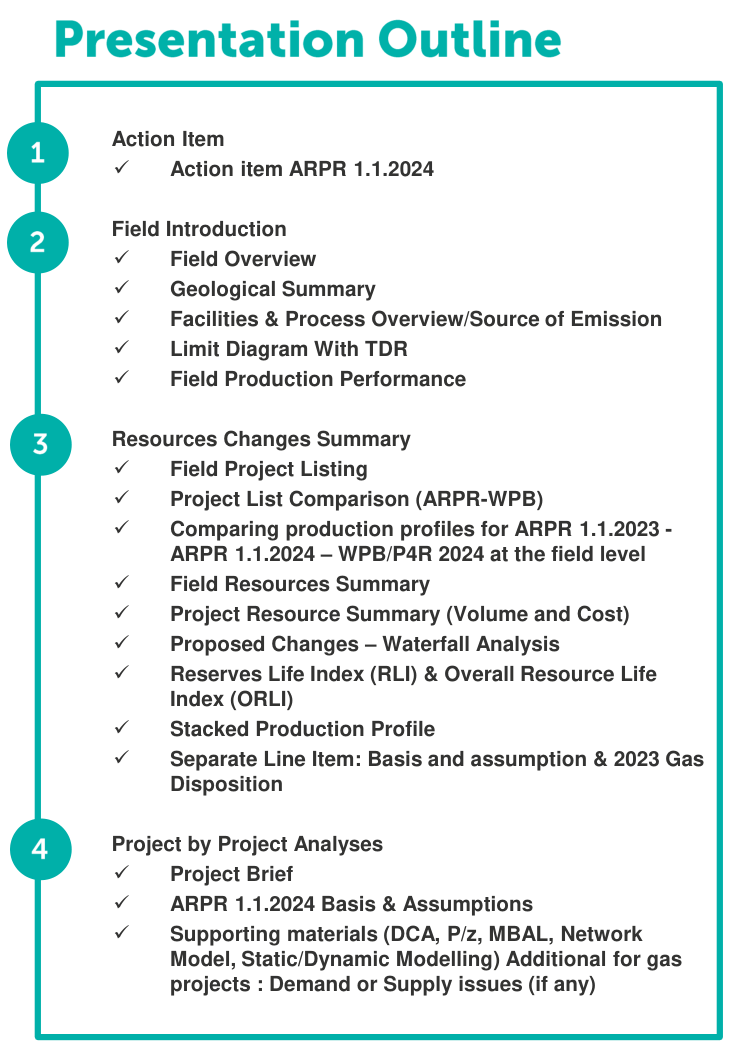 Presentation Outline
1
Action Item
✓ Action item ARPR 1.1.2024
2
Field Introduction
✓ Field Overview
✓ Geological Summary
✓ Facilities & Process Overview/Source of Emission
✓ Limit Diagram With TDR
✓ Field Production Performance
3
Resources Changes Summary
✓ Field Project Listing
✓ Project List Comparison (ARPR-WPB)
✓ Comparing production profiles for ARPR 1.1.2023 -
ARPR 1.1.2024 – WPB/P4R 2024 at the field level
✓ Field Resources Summary
✓ Project Resource Summary (Volume and Cost)
✓ Proposed Changes – Waterfall Analysis
✓ Reserves Life Index (RLI) & Overall Resource Life
Index (ORLI)
✓ Stacked Production Profile
✓ Separate Line Item: Basis and assumption & 2023 Gas
Disposition
4
Project by Project Analyses
✓ Project Brief
✓ ARPR 1.1.2024 Basis & Assumptions
✓ Supporting materials (DCA, P/z, MBAL, Network
Model, Static/Dynamic Modelling) Additional for gas
projects : Demand or Supply issues (if any)